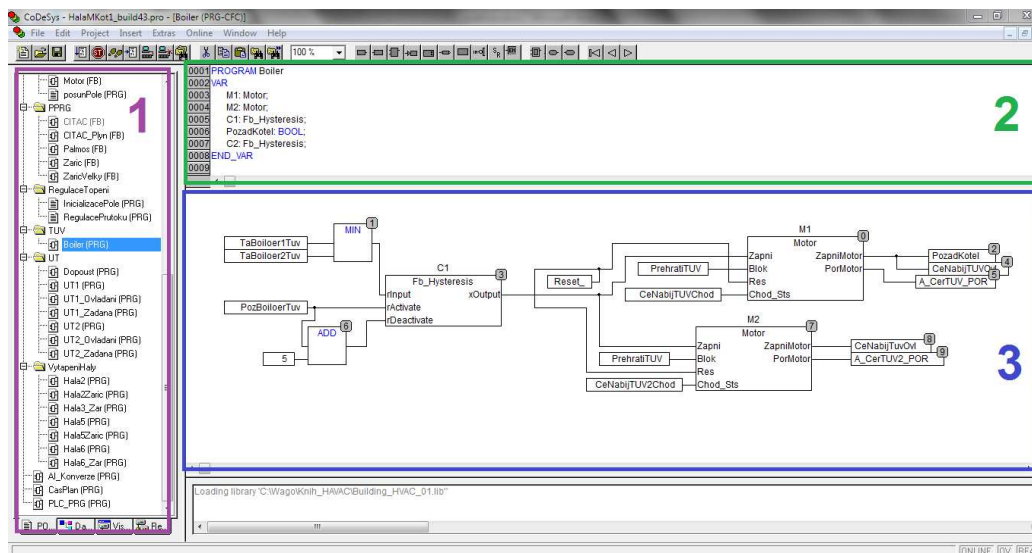 CoDeSys - HalaMKot1_build43.pro - [Boiler (PRG-CFC)]
File Edit Project Insert Extras Online Window Help
100 %
Motor (FB)
posunPole (PRG)
PPRG
CITAC (FB)
CITAC_Plyn (FB)
Palmos (FB)
Zaric (FB)
ZaricVelky (FB)
RegulaceTopeni
InicializacePole (PRG)
RegulacePrutoku (PRG)
TUV
Boiler (PRG)
UT
Dopoust (PRG)
UT1 (PRG)
UT1_Ovladani (PRG)
UT1_Zadana (PRG)
UT2 (PRG)
UT2_Ovladani (PRG)
UT2_Zadana (PRG)
VytapeniHaly
Hala2 (PRG)
Hala2Zaric (PRG)
Hala3_Zar (PRG)
Hala5 (PRG)
Hala5Zaric (PRG)
Hala6 (PRG)
Hala6_Zar (PRG)
AI_Konverze (PRG)
CasPlan (PRG)
PLC_PRG (PRG)
PO... Da... Vis... Re...
1
0001 PROGRAM Boiler
0002 VAR
0003 M1: Motor;
0004 M2: Motor;
0005 C1: Fb_Hysteresis;
0006 PozadKotel: BOOL;
0007 C2: Fb_Hysteresis;
0008 END_VAR
0009
2
MIN 1
TaBoiloer1Tuv
TaBoiloer2Tuv
C1
Fb_Hysteresis 3
rInput xOutput
rActivate
rDeactivate
PozBoiloerTuv
ADD 6
5
M1
Motor 0
Zapni ZapniMotor
Blok PorMotor
Res
Chod_Sts
Reset_
PrehratiTUV
CeNabijTUVChod
PozadKotel 2
CeNabijTUVOvl 4
A_CerTUV_POR 5
M2
Motor 7
Zapni ZapniMotor
Blok PorMotor
Res
Chod_Sts
PrehratiTUV
CeNabijTUV2Chod
CeNabijTuvOvl 8
A_CerTUV2_POR 9
3
Loading library 'C:\Wago\Knih_HAVAC\Building_HVAC_01.lib"
ONLINE OV